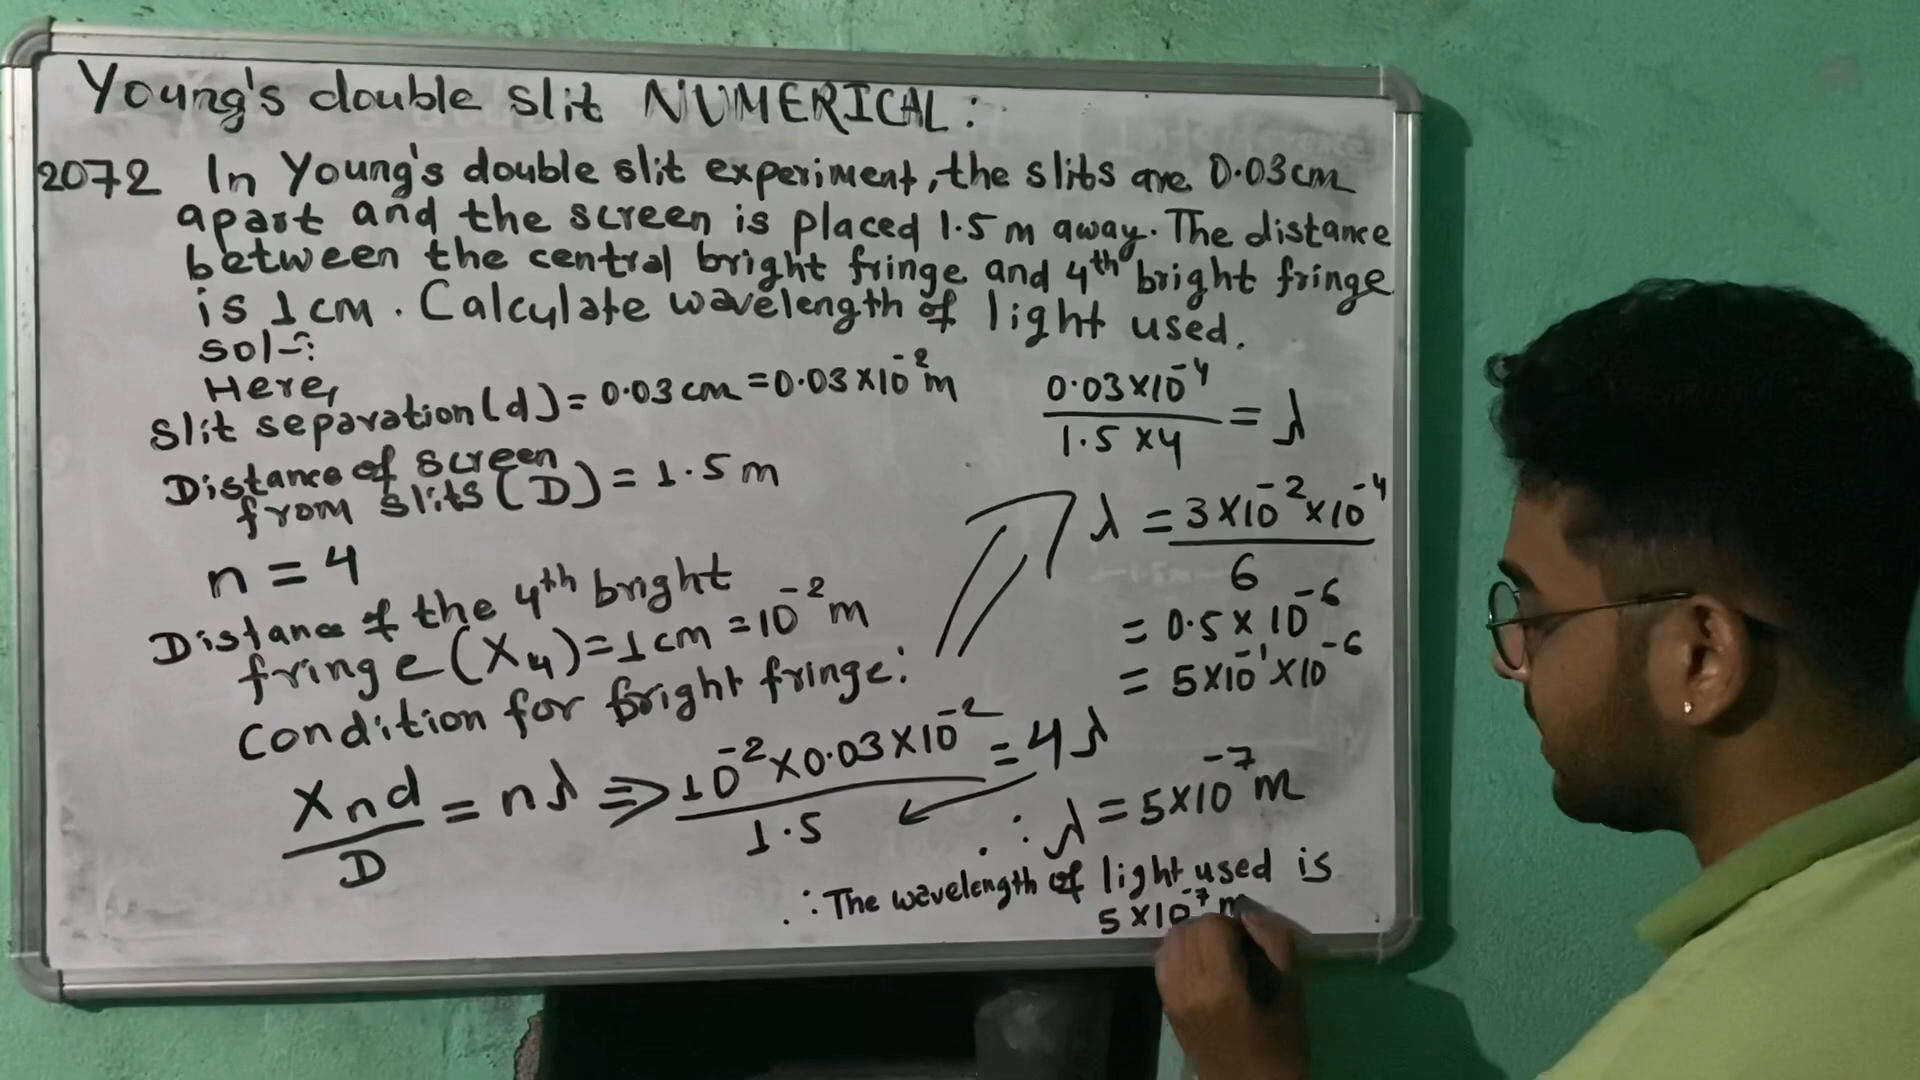 Young's double slit NUMERICAL:
2072 In Young's double slit experiment, the slits are 0.03cm
apart and the screen is placed 1.5 m away. The distance
between the central bright fringe and 4th bright fringe
is 1cm. Calculate wavelength of light used.
Sol-:
Here,
Slit separation(d) = 0.03 cm = 0.03×10⁻² m
Distance of screen
from slits (D) = 1.5 m
n = 4
Distance of the 4th bright
fringe (X₄) = 1 cm = 10⁻² m
Condition for bright fringe:
Xₙd/D = nλ ⇒ 10⁻²×0.03×10⁻²/1.5 = 4λ
0.03×10⁻⁴/1.5×4 = λ
λ = 3×10⁻²×10⁻⁴/6
= 0.5×10⁻⁶
= 5×10⁻¹×10⁻⁶
∴ λ = 5×10⁻⁷ m
∴ The wavelength of light used is
5×10⁻⁷ m